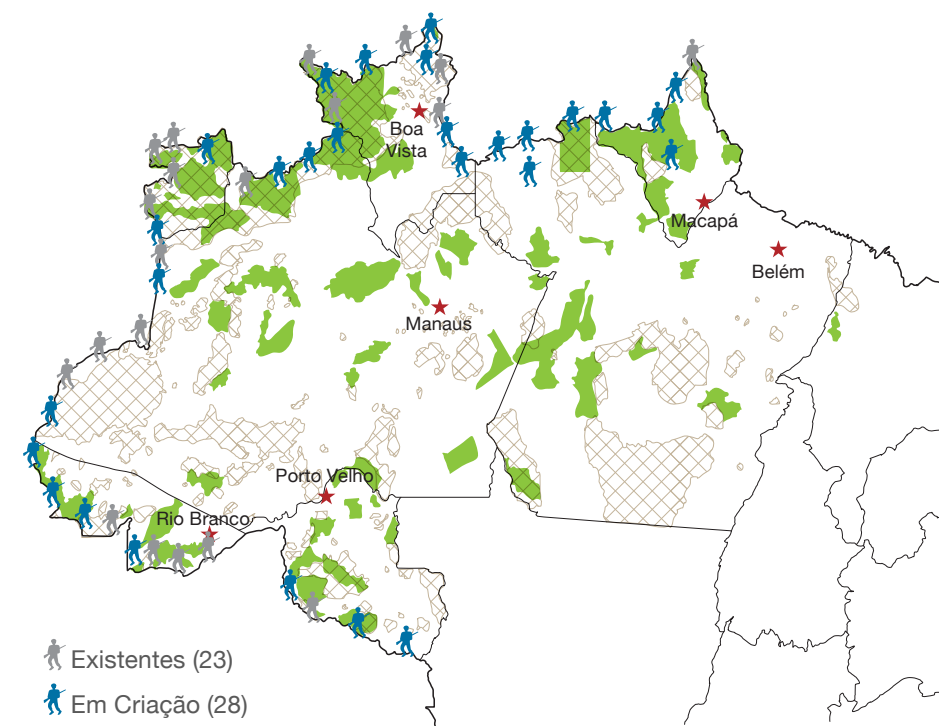 Boa
Vista
Macapá
Belém
Manaus
Porto Velho
Rio Branco
Existentes (23)
Em Criação (28)